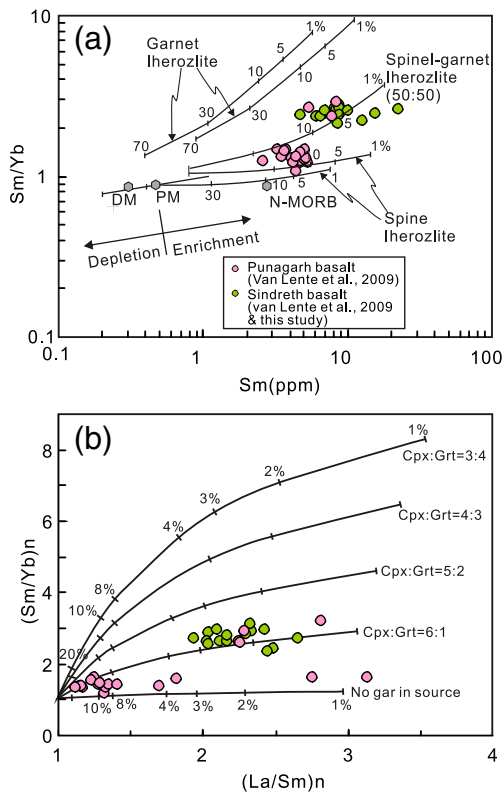 (a)
10
1
0.1
Sm/Yb
Garnet
lherozlite
1%
5
10
30
70
1%
5
10
30
70
Spinel-garnet
lherozlite
(50:50)
1%
5
10
0
5
1%
30
10
5
1
DM
PM
N-MORB
Spine
lherozlite
Depletion
Enrichment
Punagarh basalt
(Van Lente et al., 2009)
Sindreth basalt
(van Lente et al., 2009
& this study)
0.1
1
10
100
Sm(ppm)
(b)
8
6
4
2
0
(Sm/Yb)n
1%
2%
3%
4%
8%
10%
20%
Cpx:Grt=3:4
Cpx:Grt=4:3
Cpx:Grt=5:2
Cpx:Grt=6:1
No gar in source
10%
8%
4%
3%
2%
1%
1
2
3
4
(La/Sm)n